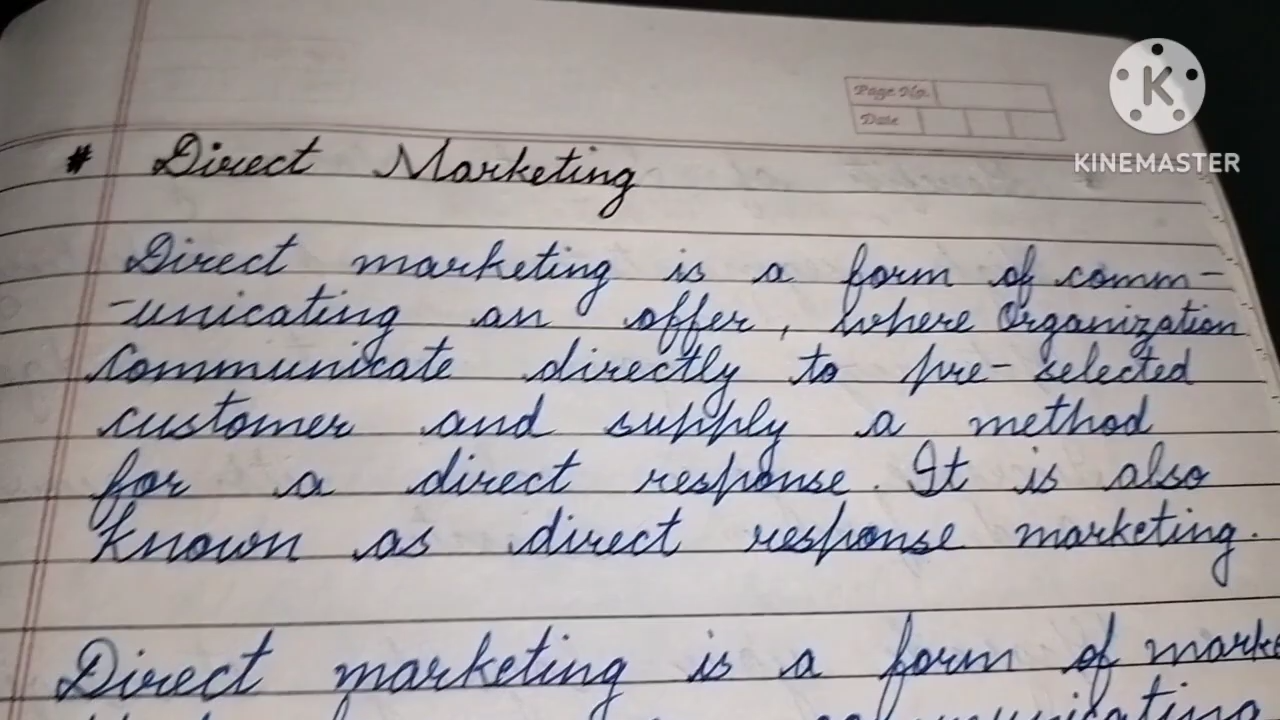 Page No.
Date
KINEMASTER
# Direct Marketing
Direct marketing is a form of comm-
-unicating an offer, where Organization
Communicate directly to pre-selected
customer and supply a method
for a direct response. It is also
known as direct response marketing.
Direct marketing is a form of marke